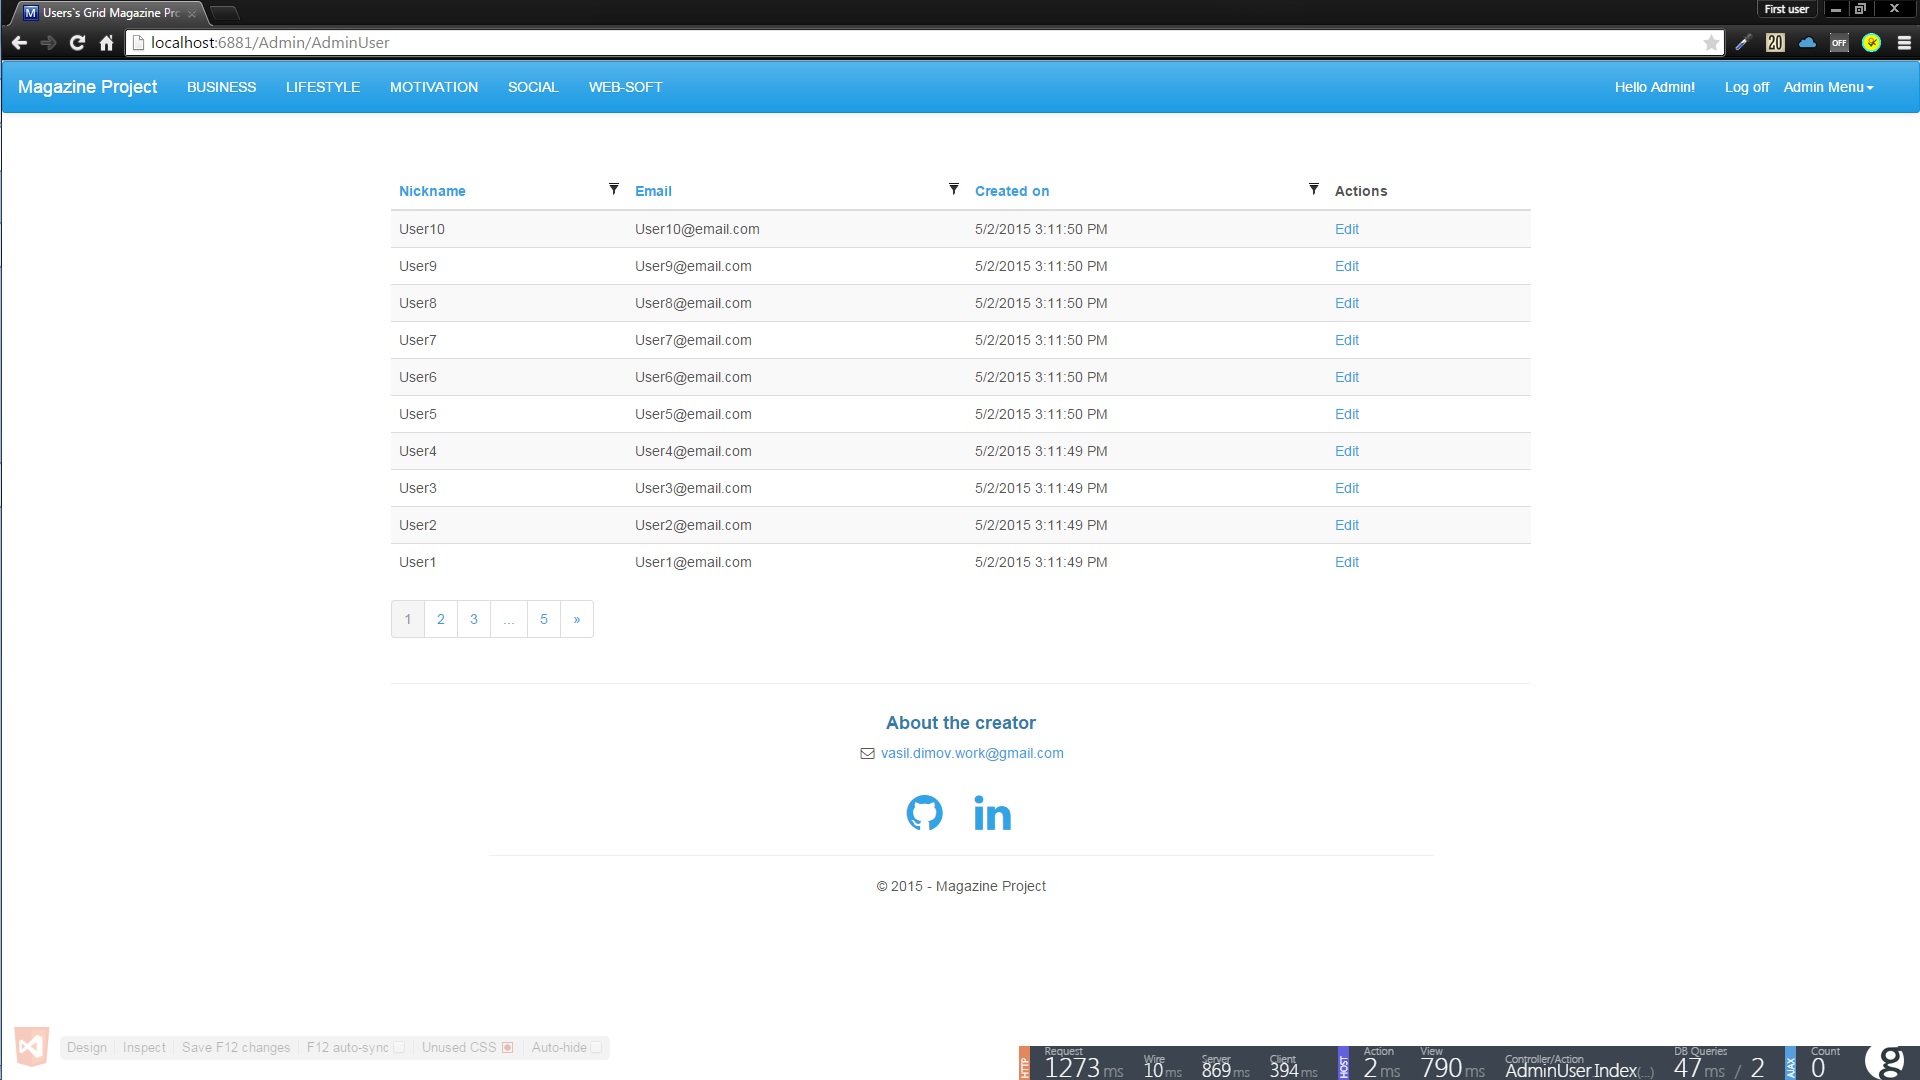 Users`s Grid Magazine Prc
First user
localhost:6881/Admin/AdminUser
20
OFF
Magazine Project BUSINESS LIFESTYLE MOTIVATION SOCIAL WEB-SOFT Hello Admin! Log off Admin Menu
Nickname Email Created on Actions
User10 User10@email.com 5/2/2015 3:11:50 PM Edit
User9 User9@email.com 5/2/2015 3:11:50 PM Edit
User8 User8@email.com 5/2/2015 3:11:50 PM Edit
User7 User7@email.com 5/2/2015 3:11:50 PM Edit
User6 User6@email.com 5/2/2015 3:11:50 PM Edit
User5 User5@email.com 5/2/2015 3:11:50 PM Edit
User4 User4@email.com 5/2/2015 3:11:49 PM Edit
User3 User3@email.com 5/2/2015 3:11:49 PM Edit
User2 User2@email.com 5/2/2015 3:11:49 PM Edit
User1 User1@email.com 5/2/2015 3:11:49 PM Edit
1 2 3 ... 5 »
About the creator
vasil.dimov.work@gmail.com
in
© 2015 - Magazine Project
Design Inspect Save F12 changes F12 auto-sync Unused CSS Auto-hide
HTTP Request 1273 ms Wire 10 ms Server 869 ms Client 394 ms HOST Action 2 ms View 790 ms Controller/Action AdminUser Index(...) DB Queries 47 ms / 2 AJAX Count 0 g